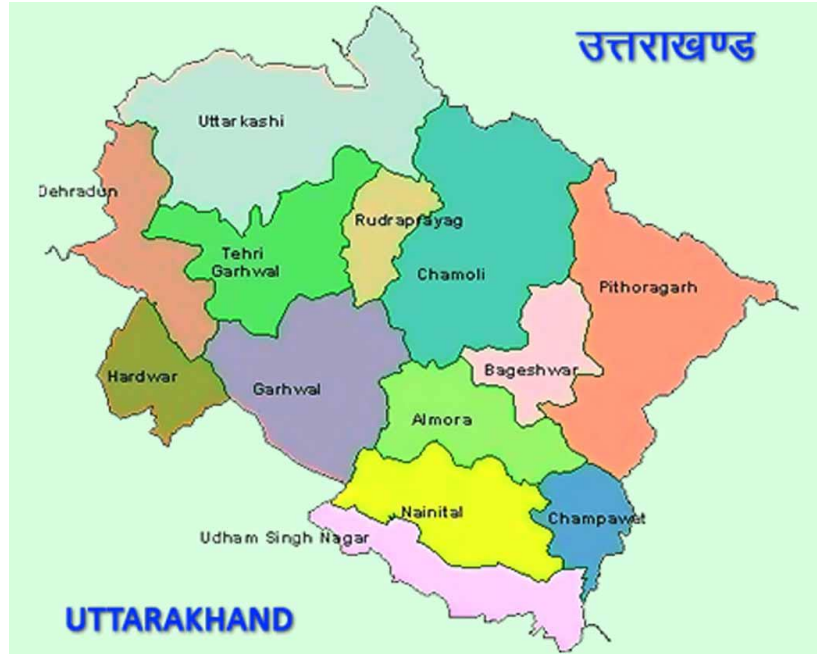 उत्तराखण्ड
Uttarkashi
Dehradun
Rudraprayag
Tehri
Garhwal
Chamoli
Pithoragarh
Hardwar
Garhwal
Bageshwar
Almora
Nainital
Champawat
Udham Singh Nagar
UTTARAKHAND